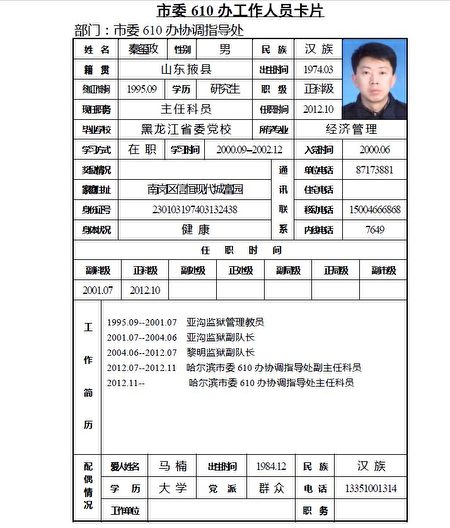 市委 610 办工作人员卡片
部门：市委 610 办协调指导处
姓名 秦玺政 性别 男 民族 汉族
籍贯 山东掖县 出生时间 1974.03
参加工作时间 1995.09 学历 研究生 职级 正科级
现任职务 主任科员 任职时间 2012.10
毕业学校 黑龙江省委党校 所学专业 经济管理
学习方式 在职 学习时间 2000.09--2002.12 入党时间 2000.06
奖惩情况 通讯联系 单位电话 87173881
家庭住址 南岗区信恒现代城富园 住宅电话
身份证号 230103197403132438 移动电话 15004666868
身体状况 健康 内线电话 7649
任职时间
副科级 正科级 副处级 正处级 副局级 正局级 副市级
2001.07 2012.10
工作简历
1995.09--2001.07 亚沟监狱管理教员
2001.07--2004.06 亚沟监狱副队长
2004.06--2012.07 黎明监狱副队长
2012.07--2012.11 哈尔滨市委 610 办协调指导处副主任科员
2012.11-- 哈尔滨市委 610 办协调指导处主任科员
配偶情况
爱人姓名 马楠 出生时间 1984.12 民族 汉族
学历 大学 党派 群众 电话 13351001314
工作单位 职务